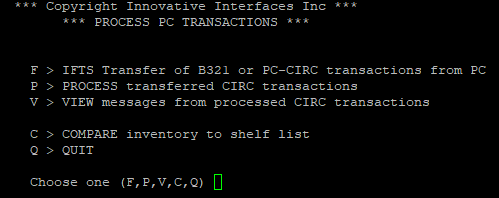 *** Copyright Innovative Interfaces Inc ***
*** PROCESS PC TRANSACTIONS ***
F > IFTS Transfer of B321 or PC-CIRC transactions from PC
P > PROCESS transferred CIRC transactions
V > VIEW messages from processed CIRC transactions
C > COMPARE inventory to shelf list
Q > QUIT
Choose one (F,P,V,C,Q)